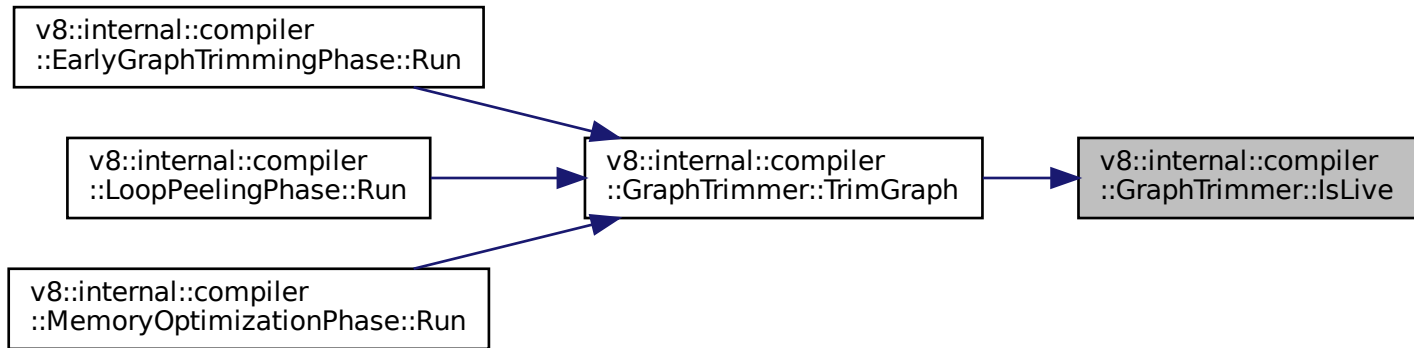 v8::internal::compiler
::EarlyGraphTrimmingPhase::Run
v8::internal::compiler
::LoopPeelingPhase::Run
v8::internal::compiler
::MemoryOptimizationPhase::Run
v8::internal::compiler
::GraphTrimmer::TrimGraph
v8::internal::compiler
::GraphTrimmer::IsLive